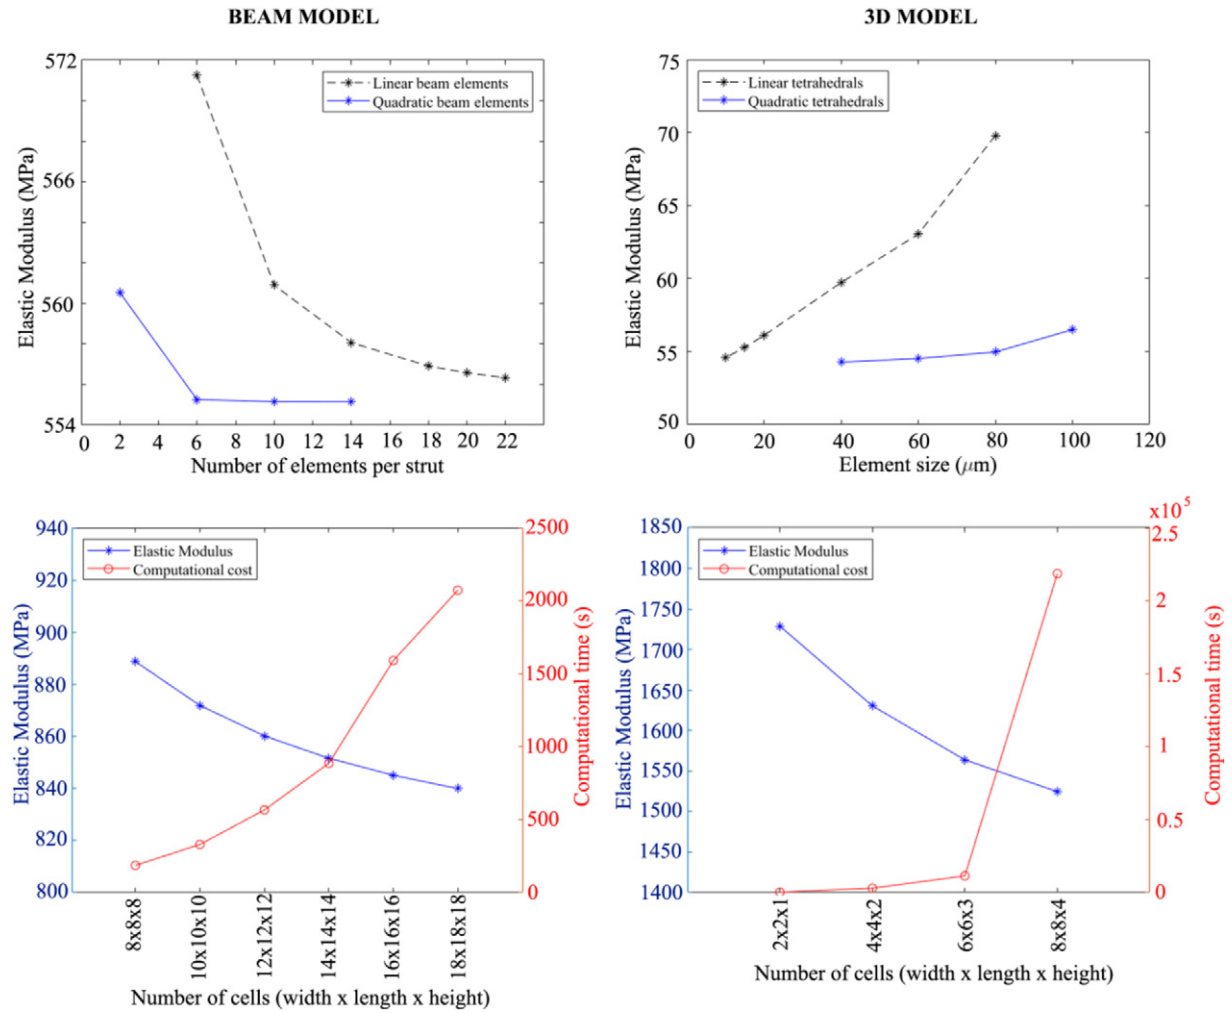 BEAM MODEL
3D MODEL
572
566
560
554
Elastic Modulus (MPa)
Linear beam elements
Quadratic beam elements
0 2 4 6 8 10 12 14 16 18 20 22
Number of elements per strut
75
70
65
60
55
50
Elastic Modulus (MPa)
Linear tetrahedrals
Quadratic tetrahedrals
0 20 40 60 80 100 120
Element size (μm)
940
920
900
880
860
840
820
800
Elastic Modulus (MPa)
Elastic Modulus
Computational cost
2500
2000
1500
1000
500
0
Computational time (s)
8x8x8
10x10x10
12x12x12
14x14x14
16x16x16
18x18x18
Number of cells (width x length x height)
1850
1800
1750
1700
1650
1600
1550
1500
1450
1400
Elastic Modulus (MPa)
Elastic Modulus
Computational cost
x10⁵
2.5
2
1.5
1
0.5
0
Computational time (s)
2x2x1
4x4x2
6x6x3
8x8x4
Number of cells (width x length x height)